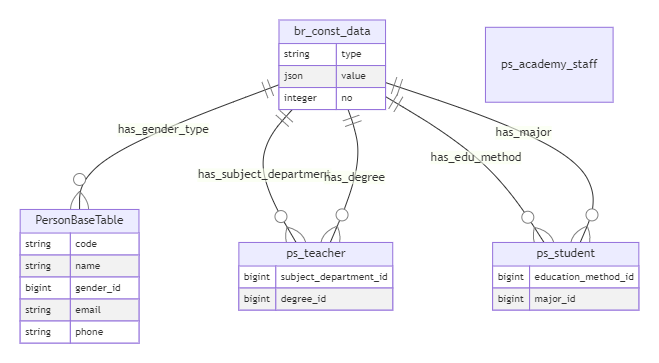 br_const_data
string type
json value
integer no
ps_academy_staff
has_gender_type
has_subject_department
has_degree
has_edu_method
has_major
PersonBaseTable
string code
string name
bigint gender_id
string email
string phone
ps_teacher
bigint subject_department_id
bigint degree_id
ps_student
bigint education_method_id
bigint major_id